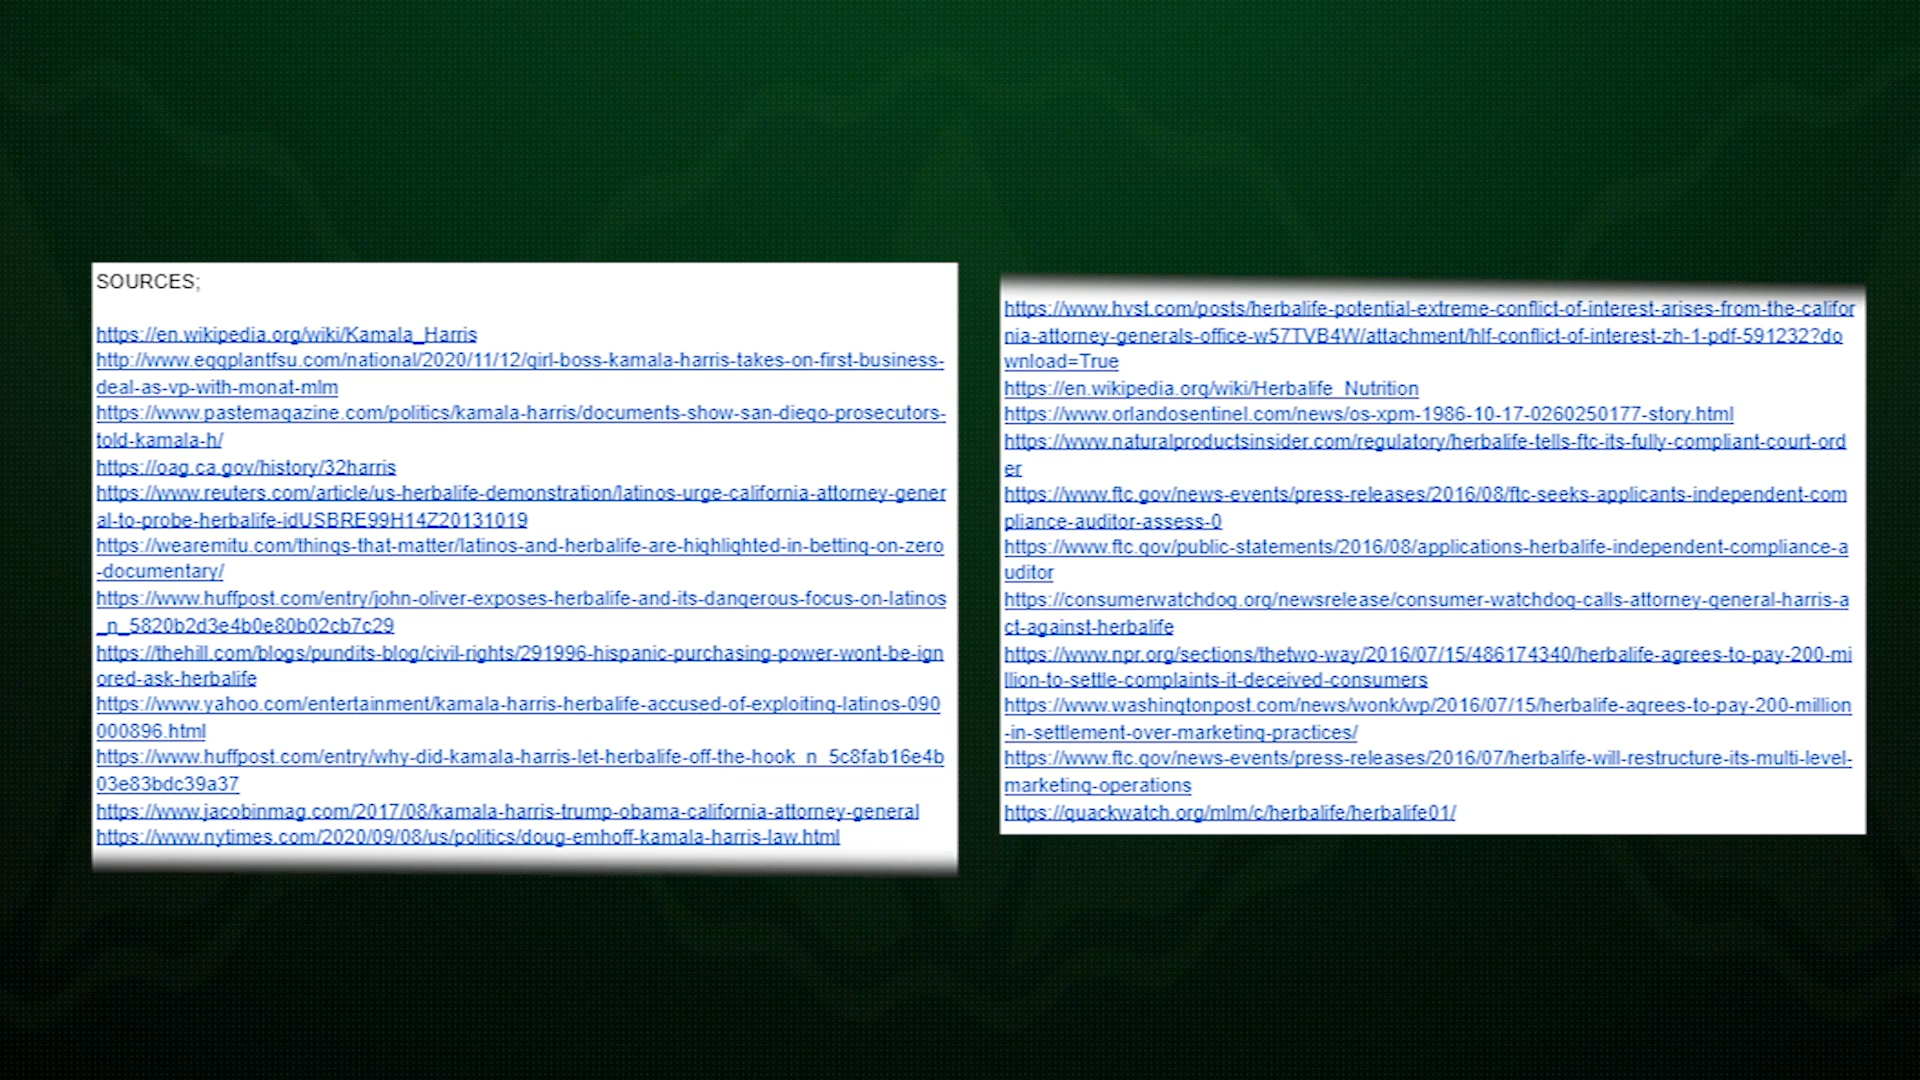 SOURCES;
https://en.wikipedia.org/wiki/Kamala_Harris
http://www.eggplantfsu.com/national/2020/11/12/girl-boss-kamala-harris-takes-on-first-business-
deal-as-vp-with-monat-mlm
https://www.pastemagazine.com/politics/kamala-harris/documents-show-san-diego-prosecutors-
told-kamala-h/
https://oag.ca.gov/history/32harris
https://www.reuters.com/article/us-herbalife-demonstration/latinos-urge-california-attorney-gener
al-to-probe-herbalife-idUSBRE99H14Z20131019
https://wearemitu.com/things-that-matter/latinos-and-herbalife-are-highlighted-in-betting-on-zero
-documentary/
https://www.huffpost.com/entry/john-oliver-exposes-herbalife-and-its-dangerous-focus-on-latinos
_n_5820b2d3e4b0e80b02cb7c29
https://thehill.com/blogs/pundits-blog/civil-rights/291996-hispanic-purchasing-power-wont-be-ign
ored-ask-herbalife
https://www.yahoo.com/entertainment/kamala-harris-herbalife-accused-of-exploiting-latinos-090
000896.html
https://www.huffpost.com/entry/why-did-kamala-harris-let-herbalife-off-the-hook_n_5c8fab16e4b
03e83bdc39a37
https://www.jacobinmag.com/2017/08/kamala-harris-trump-obama-california-attorney-general
https://www.nytimes.com/2020/09/08/us/politics/doug-emhoff-kamala-harris-law.html
https://www.hvst.com/posts/herbalife-potential-extreme-conflict-of-interest-arises-from-the-califor
nia-attorney-generals-office-w57TVB4W/attachment/hlf-conflict-of-interest-zh-1-pdf-591232?do
wnload=True
https://en.wikipedia.org/wiki/Herbalife_Nutrition
https://www.orlandosentinel.com/news/os-xpm-1986-10-17-0260250177-story.html
https://www.naturalproductsinsider.com/regulatory/herbalife-tells-ftc-its-fully-compliant-court-ord
er
https://www.ftc.gov/news-events/press-releases/2016/08/ftc-seeks-applicants-independent-com
pliance-auditor-assess-0
https://www.ftc.gov/public-statements/2016/08/applications-herbalife-independent-compliance-a
uditor
https://consumerwatchdog.org/newsrelease/consumer-watchdog-calls-attorney-general-harris-a
ct-against-herbalife
https://www.npr.org/sections/thetwo-way/2016/07/15/486174340/herbalife-agrees-to-pay-200-mi
llion-to-settle-complaints-it-deceived-consumers
https://www.washingtonpost.com/news/wonk/wp/2016/07/15/herbalife-agrees-to-pay-200-million
-in-settlement-over-marketing-practices/
https://www.ftc.gov/news-events/press-releases/2016/07/herbalife-will-restructure-its-multi-level-
marketing-operations
https://quackwatch.org/mlm/c/herbalife/herbalife01/